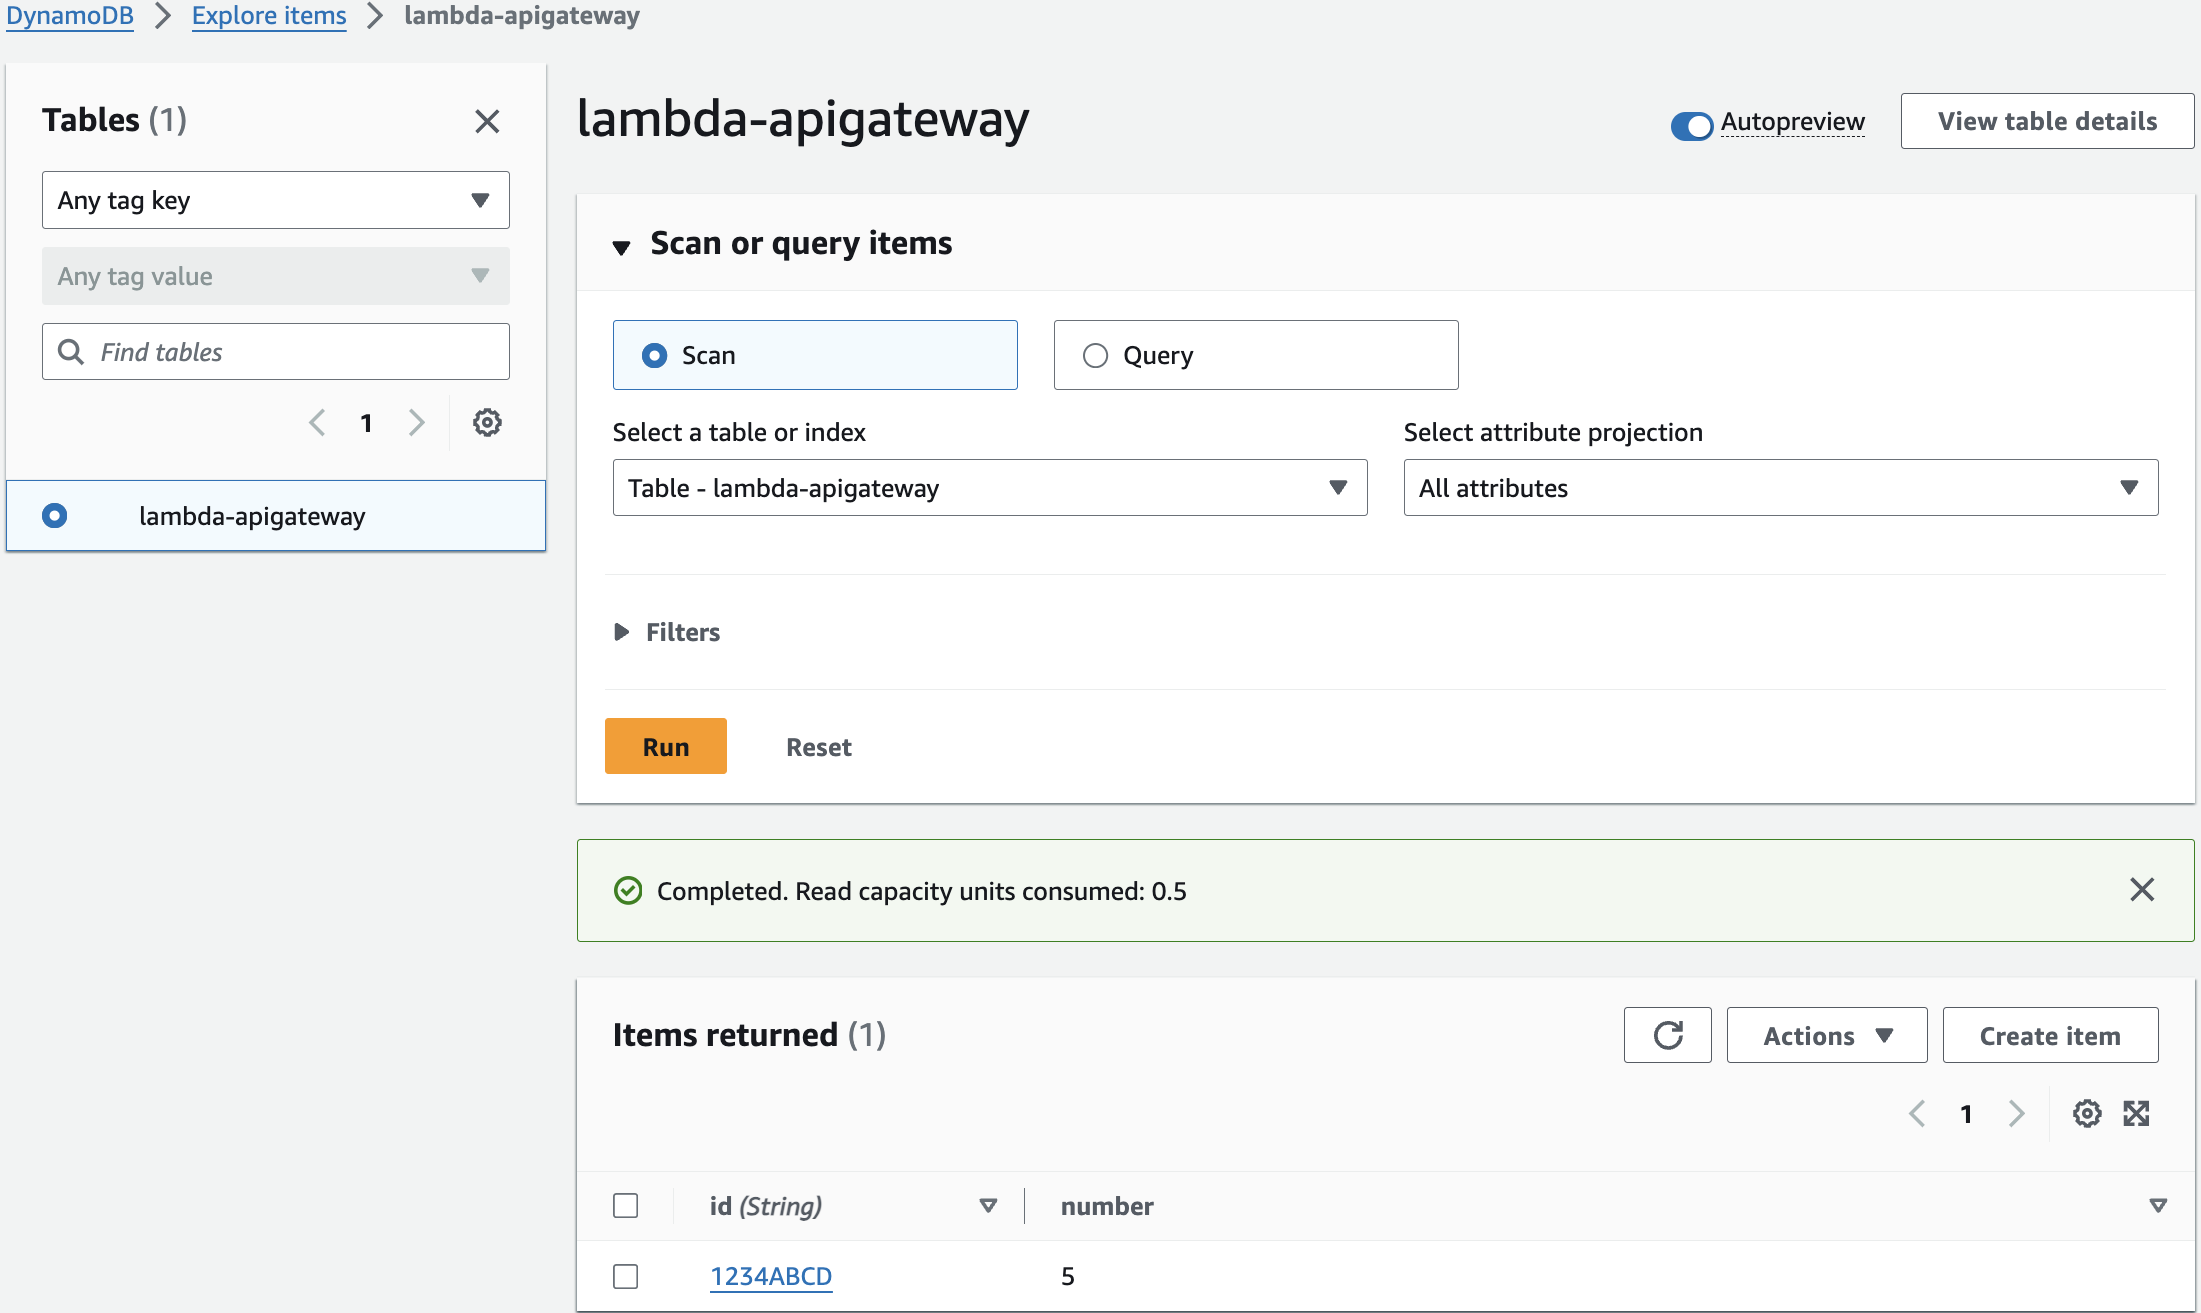 DynamoDB Explore items lambda-apigateway
Tables (1)
Any tag key
Any tag value
Find tables
1
lambda-apigateway
lambda-apigateway
Autopreview
View table details
Scan or query items
Scan
Query
Select a table or index
Select attribute projection
Table - lambda-apigateway
All attributes
Filters
Run
Reset
Completed. Read capacity units consumed: 0.5
Items returned (1)
Actions
Create item
1
id (String)
number
1234ABCD
5